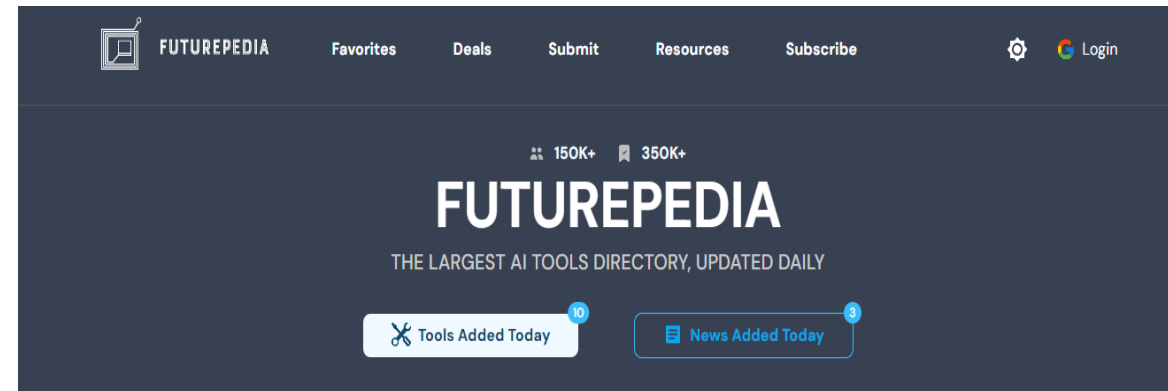 FUTUREPEDIA Favorites Deals Submit Resources Subscribe Login
150K+ 350K+
FUTUREPEDIA
THE LARGEST AI TOOLS DIRECTORY, UPDATED DAILY
10 3
Tools Added Today News Added Today